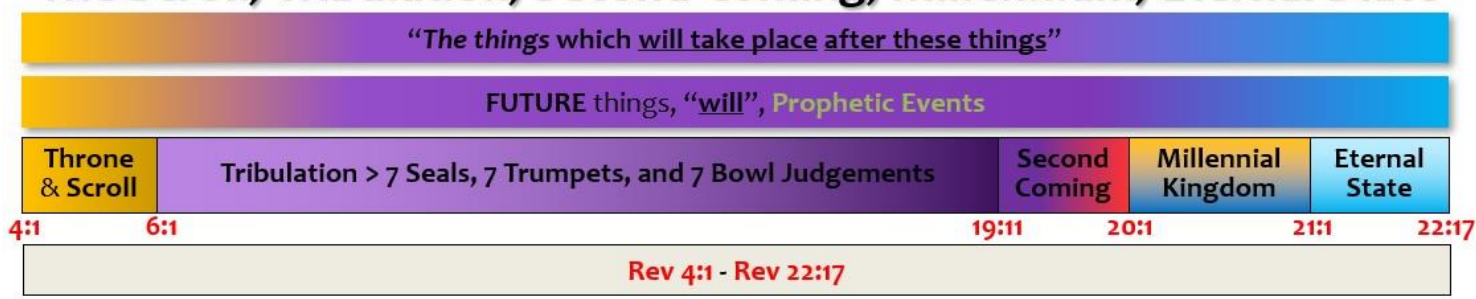 “The things which will take place after these things”
FUTURE things, “will”, Prophetic Events
Throne
& Scroll
Tribulation > 7 Seals, 7 Trumpets, and 7 Bowl Judgements
Second
Coming
Millennial
Kingdom
Eternal
State
4:1 6:1 19:11 20:1 21:1 22:17
Rev 4:1 - Rev 22:17